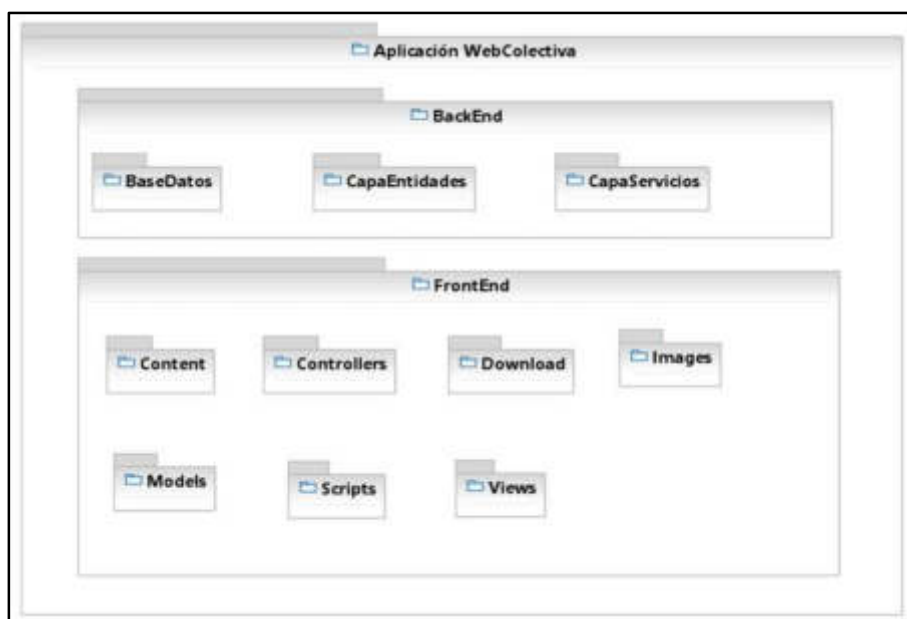 Aplicación WebColectiva
BackEnd
BaseDatos
CapaEntidades
CapaServicios
FrontEnd
Content
Controllers
Download
Images
Models
Scripts
Views